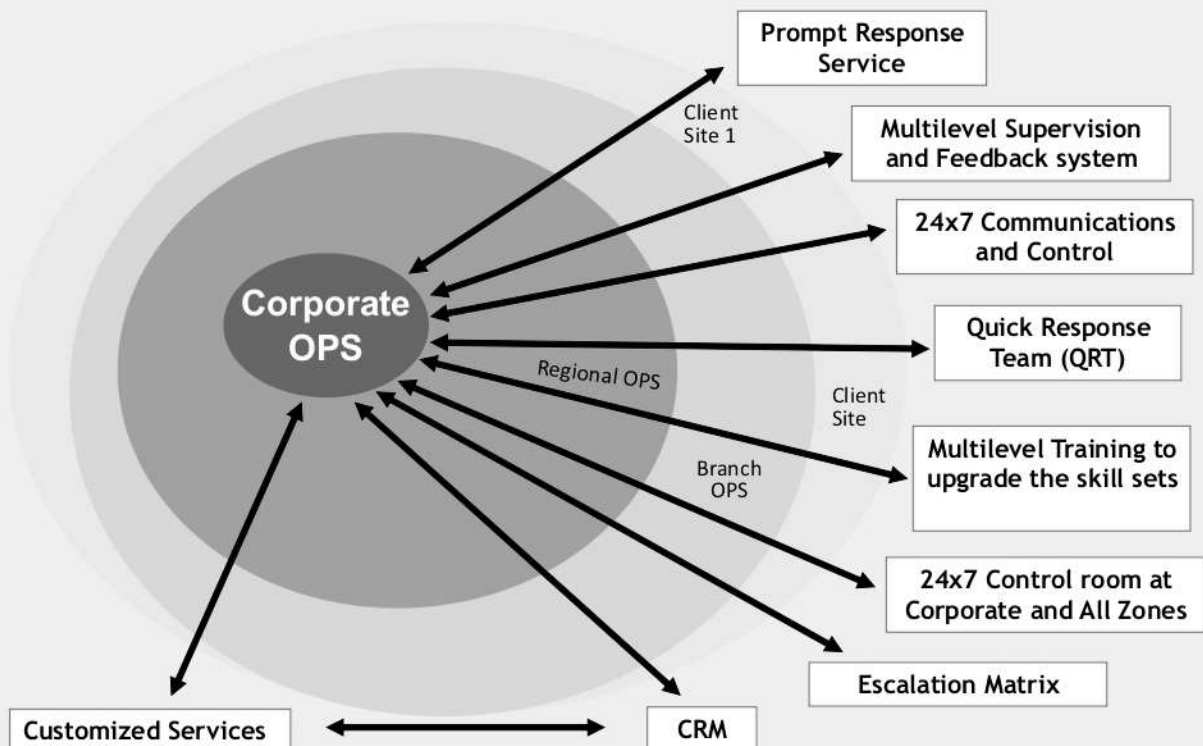 Prompt Response
Service
Client
Site 1
Multilevel Supervision
and Feedback system
24x7 Communications
and Control
Corporate
OPS
Quick Response
Team (QRT)
Regional OPS
Client
Site
Multilevel Training to
upgrade the skill sets
Branch
OPS
24x7 Control room at
Corporate and All Zones
Escalation Matrix
Customized Services
CRM